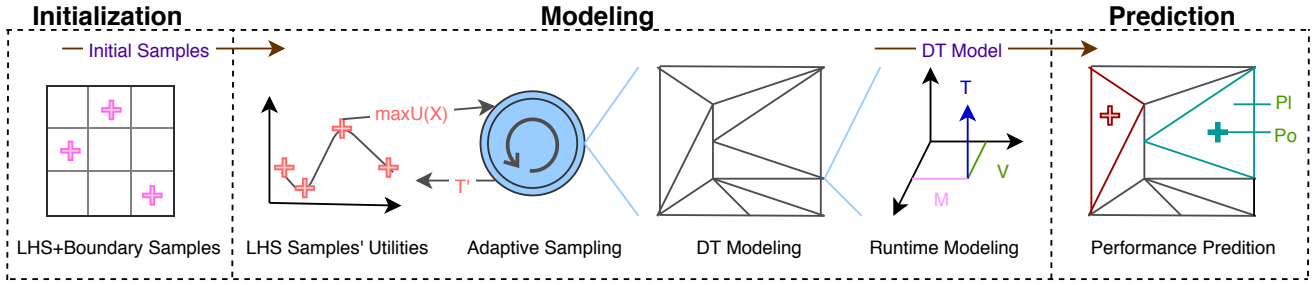 Initialization
Modeling
Prediction
Initial Samples
DT Model
maxU(X)
T'
T
V
M
Pl
Po
LHS+Boundary Samples
LHS Samples' Utilities
Adaptive Sampling
DT Modeling
Runtime Modeling
Performance Predition